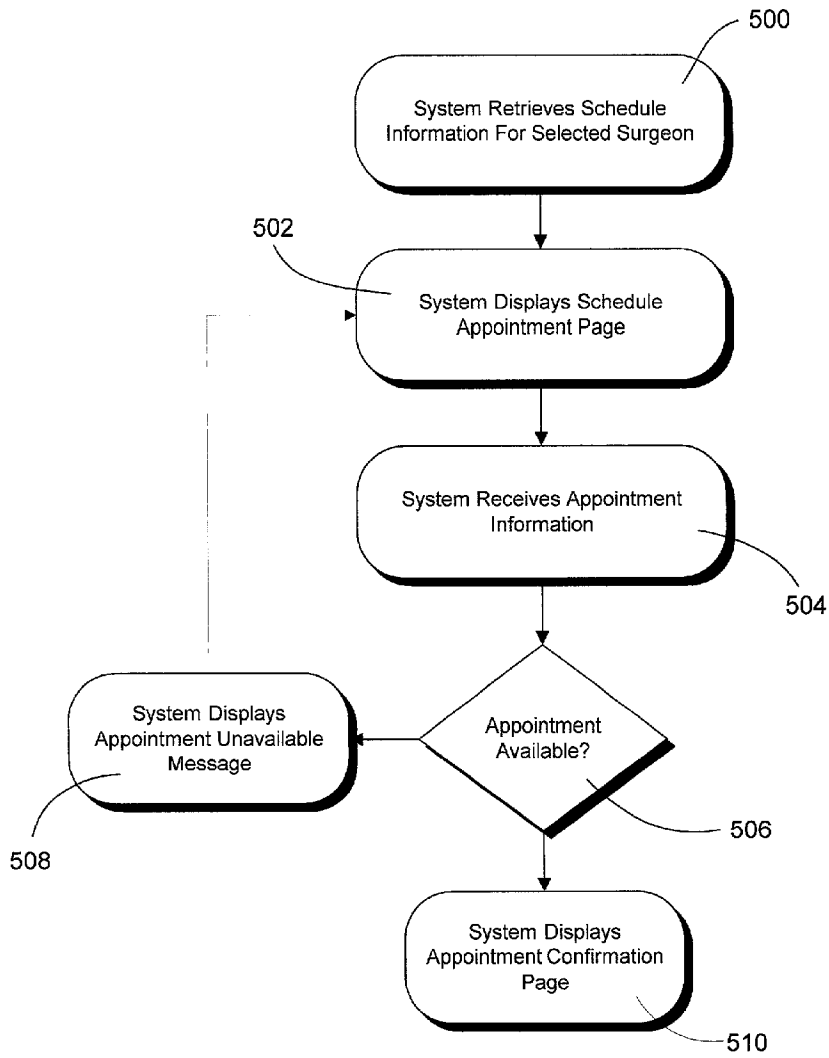 500
System Retrieves Schedule
Information For Selected Surgeon
502
System Displays Schedule
Appointment Page
System Receives Appointment
Information
504
System Displays
Appointment Unavailable
Message
508
Appointment
Available?
506
System Displays
Appointment Confirmation
Page
510